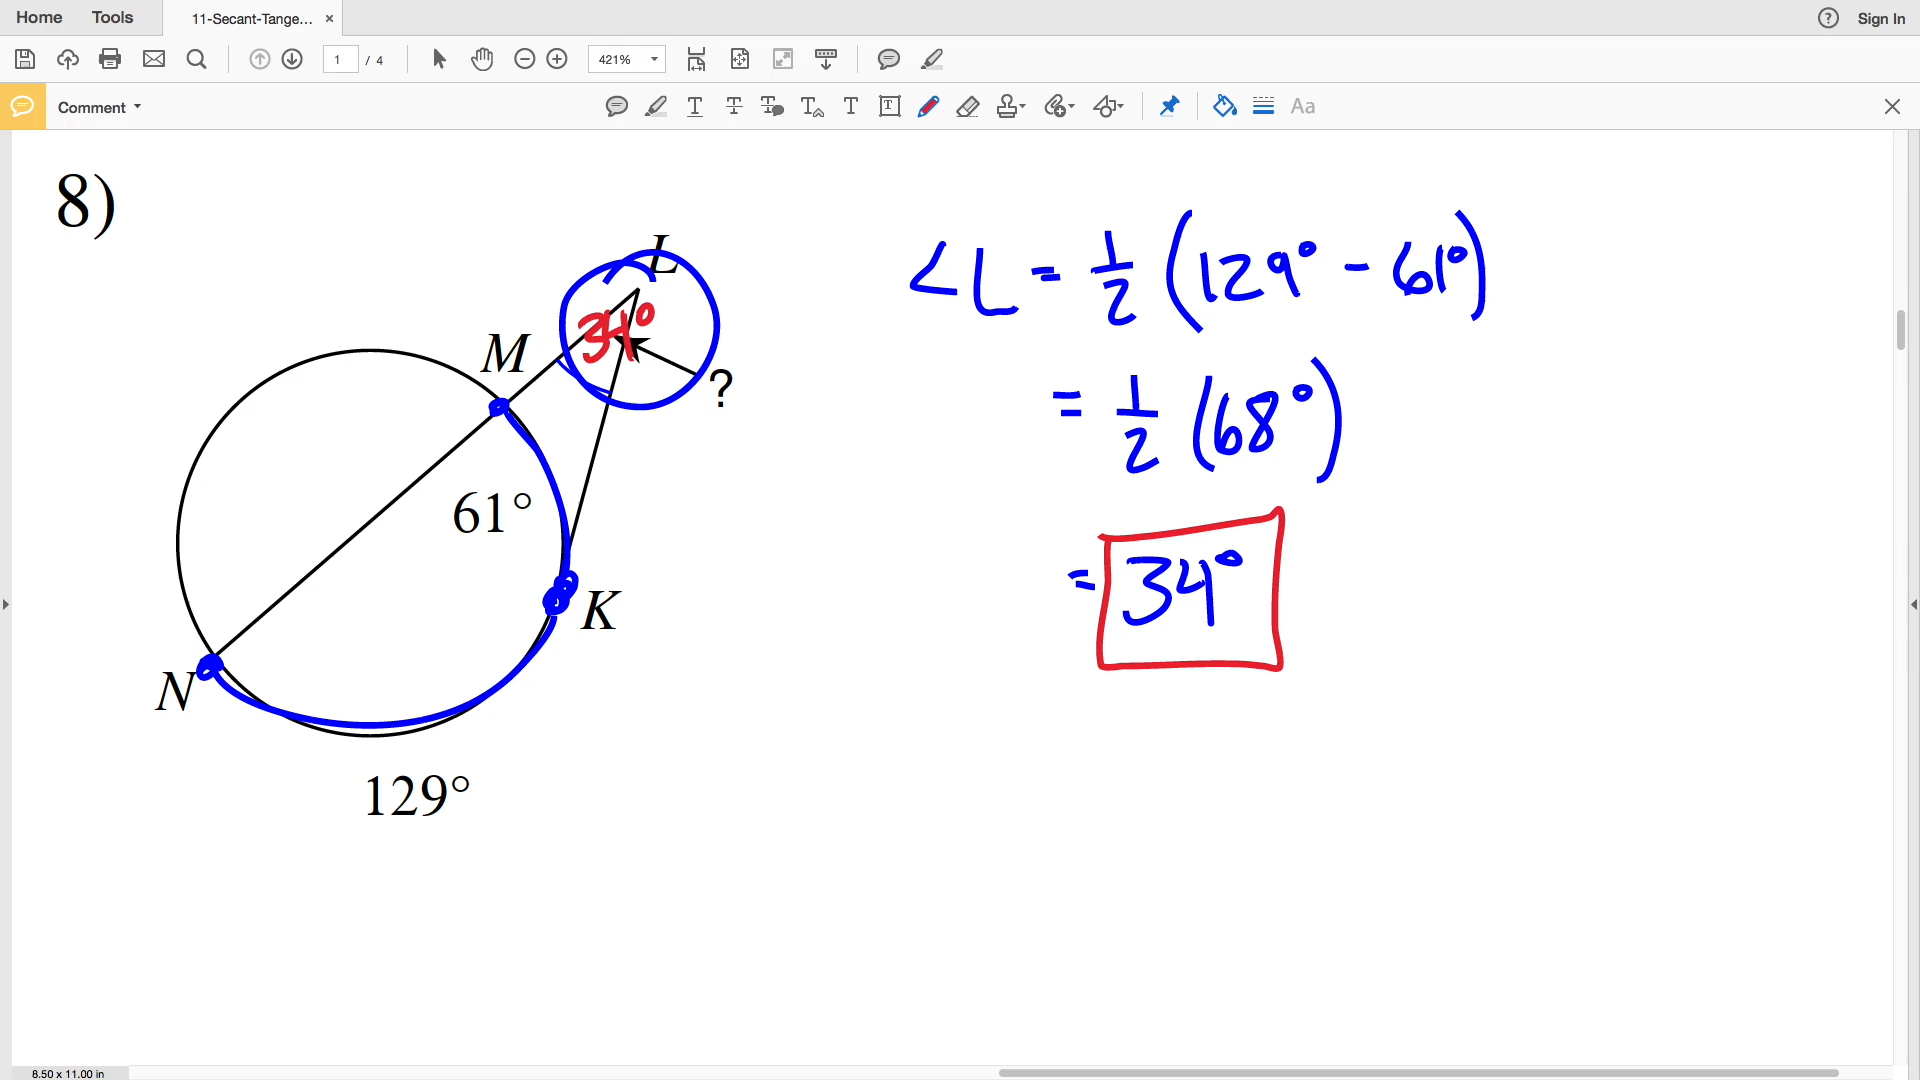 Home Tools 11-Secant-Tange... × ? Sign In
1 / 4 421%
Comment T T T T T T Aa
8)
L
34°
M
?
61°
K
N
129°
∠L = 1/2 (129° - 61°)
= 1/2 (68°)
= 34°
8.50 x 11.00 in